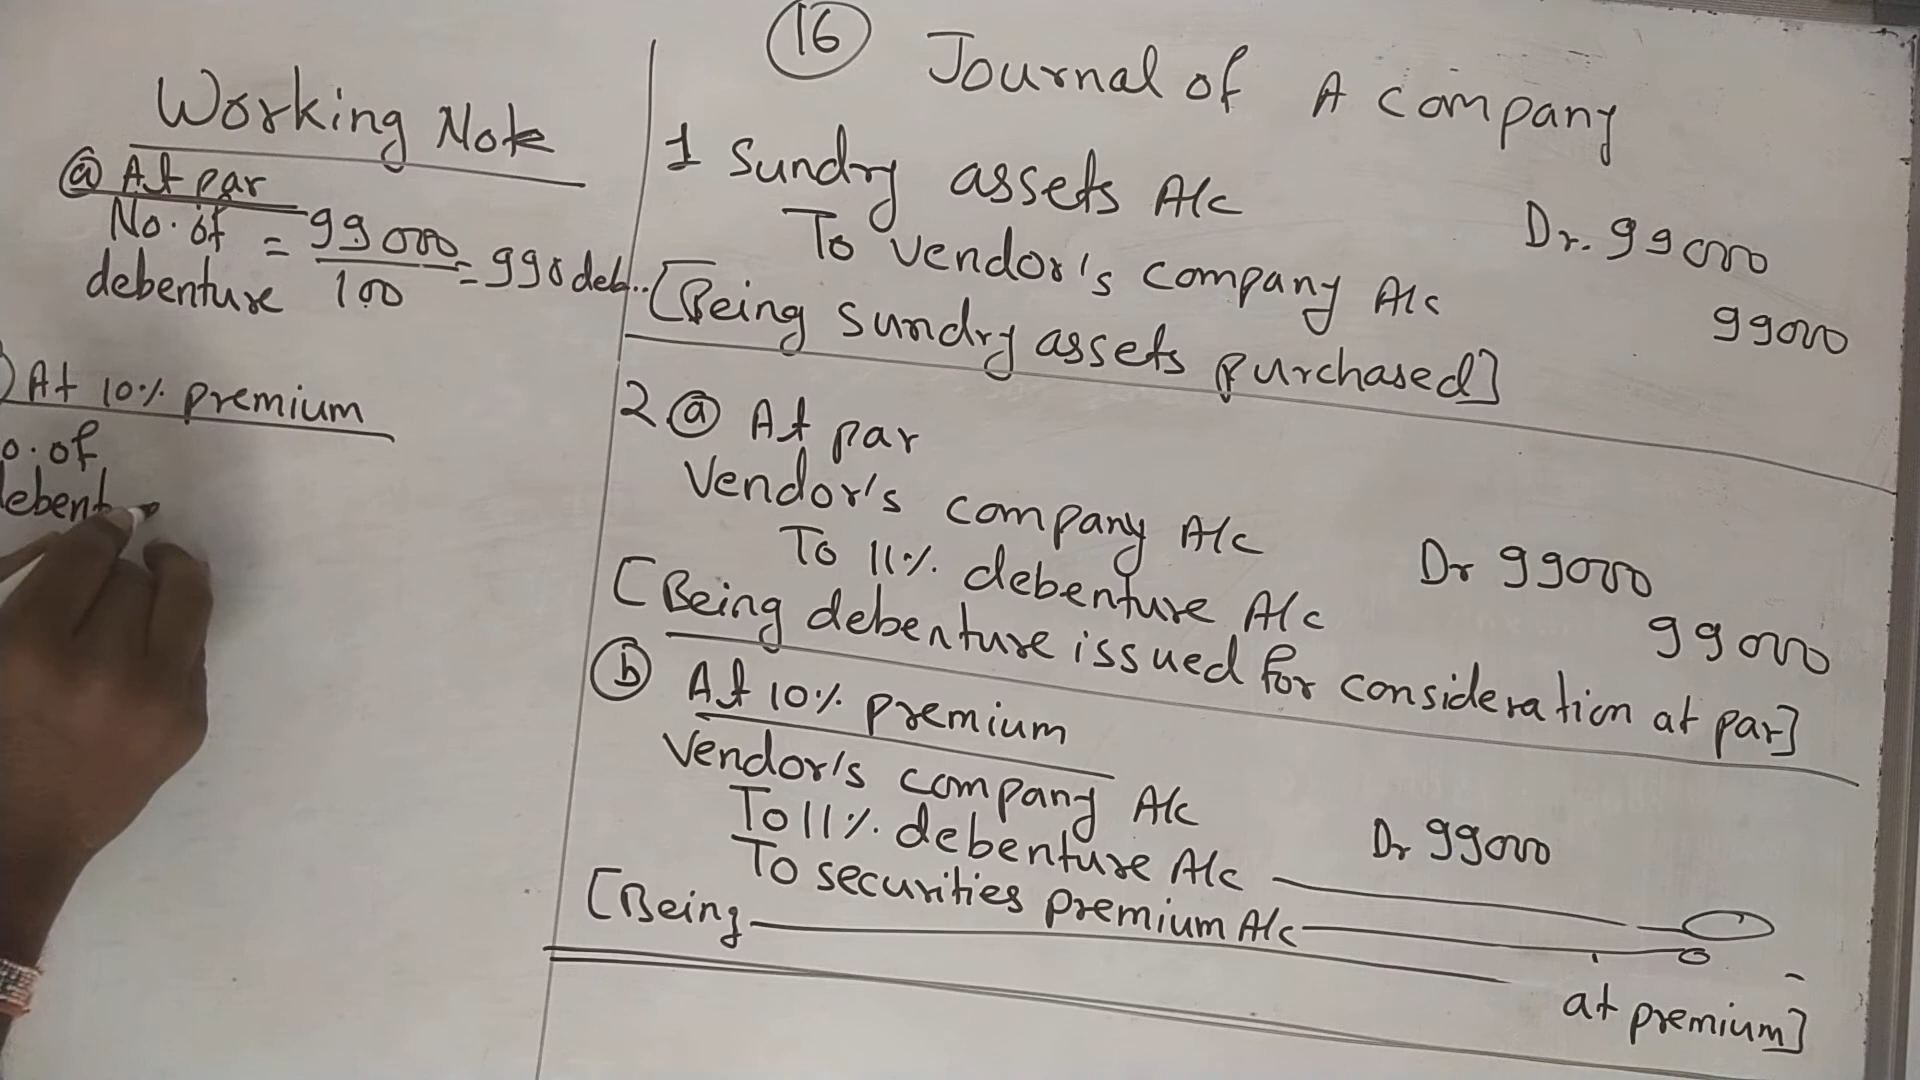 16 Journal of A company
Working Note
@ At par
No. of debenture = 99000 / 100 = 990 deb..
At 10% premium
o. of
debent
1 Sundry assets A/c Dr. 99000
To Vendor's company A/c 99000
[Being sundry assets purchased]
2 (a) At par
Vendor's company A/c Dr 99000
To 11% debenture A/c 99000
[Being debenture issued for consideration at par]
(b) At 10% premium
Vendor's company A/c Dr 99000
To 11% debenture A/c
To securities premium A/c
[Being
at premium]